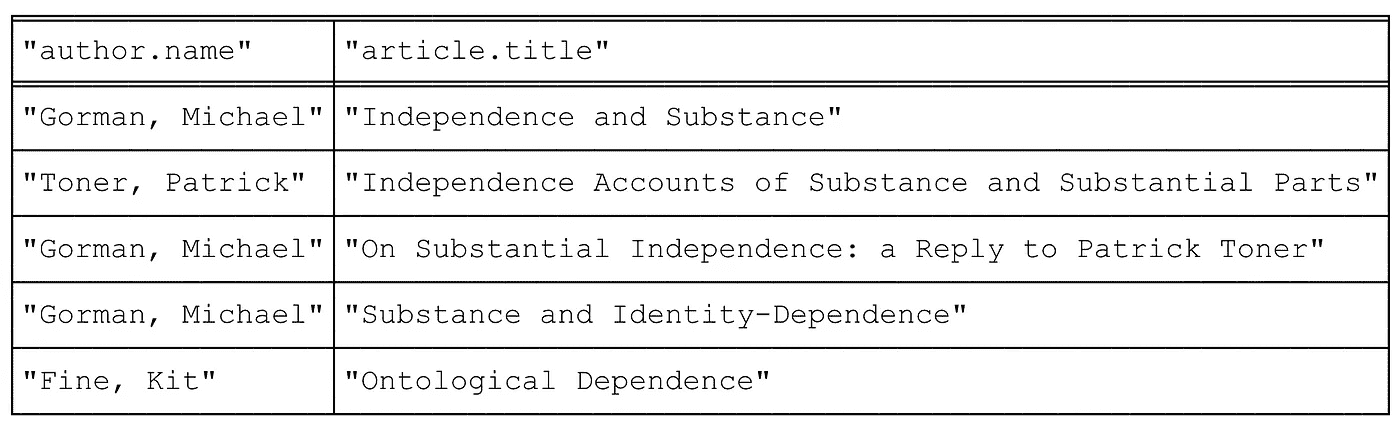 "author.name" "article.title"
"Gorman, Michael" "Independence and Substance"
"Toner, Patrick" "Independence Accounts of Substance and Substantial Parts"
"Gorman, Michael" "On Substantial Independence: a Reply to Patrick Toner"
"Gorman, Michael" "Substance and Identity-Dependence"
"Fine, Kit" "Ontological Dependence"